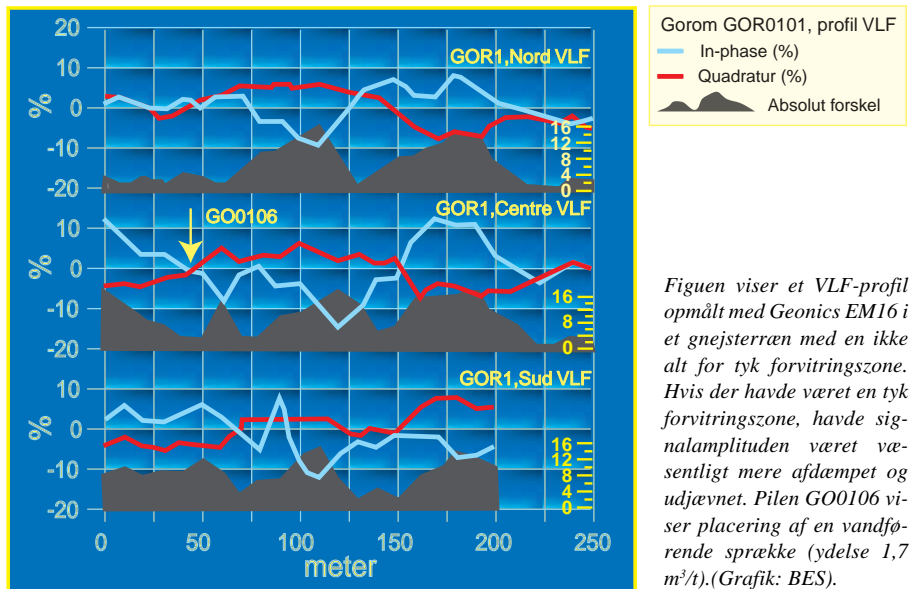 20
10
0
-10
-20
%
GOR1,Nord VLF
16
12
8
4
0
10
0
-10
-20
%
GO0106
GOR1,Centre VLF
16
8
4
0
10
0
-10
-20
%
GOR1,Sud VLF
16
12
8
4
0
0
50
100
150
200
250
meter
Gorom GOR0101, profil VLF
In-phase (%)
Quadratur (%)
Absolut forskel
Figuen viser et VLF-profil
opmålt med Geonics EM16 i
et gnejsterræn med en ikke
alt for tyk forvitringszone.
Hvis der havde været en tyk
forvitringszone, havde sig-
nalamplituden været væ-
sentligt mere afdæmpet og
udjævnet. Pilen GO0106 vi-
ser placering af en vandfø-
rende sprække (ydelse 1,7
m³/t).(Grafik: BES).